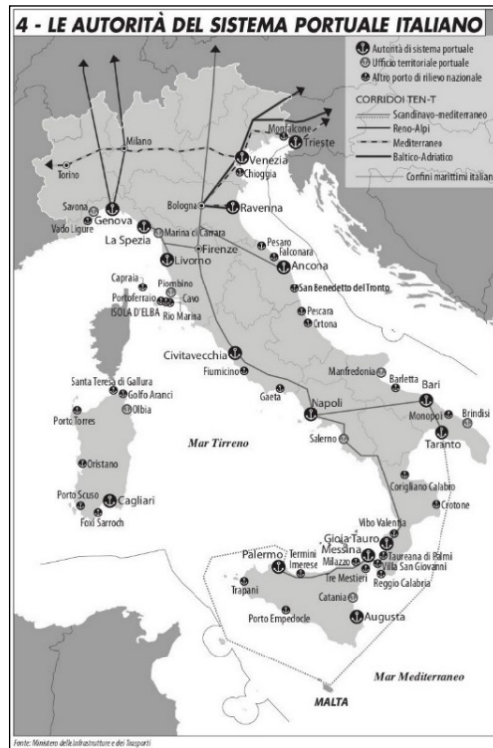 4 - LE AUTORITÀ DEL SISTEMA PORTUALE ITALIANO
Autorità di sistema portuale
Ufficio territoriale portuale
Altro porto di rilievo nazionale
CORRIDOI TEN-T
Scandinavo-mediterraneo
Reno-Alpi
Mediterraneo
Baltico-Adriatico
Confini marittimi italiani
Milano
Torino
Monfalcone
Trieste
Venezia
Chioggia
Savona
Genova
Vado Ligure
La Spezia
Bologna
Ravenna
Marina di Carrara
Firenze
Livorno
Pesaro
Falconara
Ancona
Capraia
Piombino
Portoferraio
Cavo
ISOLA D'ELBA
Rio Marina
San Benedetto del Tronto
Pescara
Ortona
Civitavecchia
Fiumicino
Gaeta
Manfredonia
Barletta
Bari
Santa Teresa di Gallura
Golfo Aranci
Olbia
Porto Torres
Napoli
Monopoli
Brindisi
Salerno
Taranto
Mar Tirreno
Oristano
Corigliano Calabro
Porto Scuso
Cagliari
Foxi Sarroch
Crotone
Vibo Valentia
Gioia Tauro
Messina
Taureana di Palmi
Palermo
Termini
Imerese
Milazzo
Villa San Giovanni
Tre Mestieri
Reggio Calabria
Trapani
Catania
Porto Empedocle
Augusta
Mar Mediterraneo
MALTA
Fonte: Ministero delle Infrastrutture e dei Trasporti